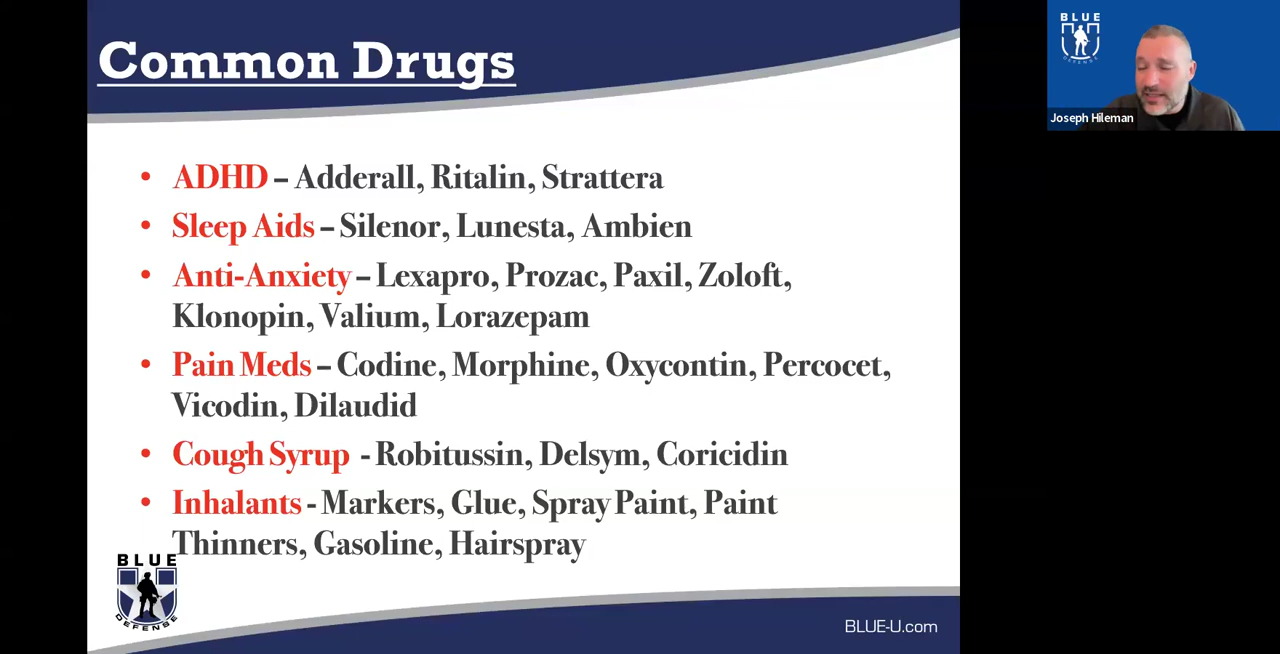 Common Drugs
• ADHD – Adderall, Ritalin, Strattera
• Sleep Aids – Silenor, Lunesta, Ambien
• Anti-Anxiety – Lexapro, Prozac, Paxil, Zoloft,
Klonopin, Valium, Lorazepam
• Pain Meds – Codine, Morphine, Oxycontin, Percocet,
Vicodin, Dilaudid
• Cough Syrup - Robitussin, Delsym, Coricidin
• Inhalants - Markers, Glue, Spray Paint, Paint
Thinners, Gasoline, Hairspray
BLUE
DEFENSE
BLUE-U.com
BLUE
DEFENSE
Joseph Hileman